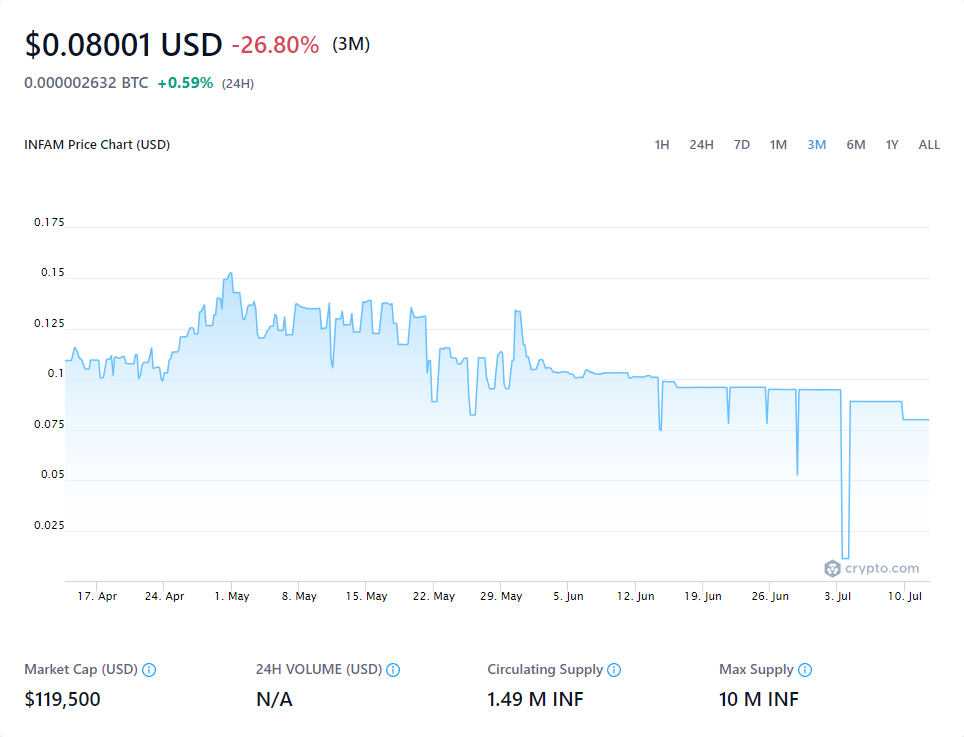 $0.08001 USD -26.80% (3M)
0.000002632 BTC +0.59% (24H)
INFAM Price Chart (USD) 1H 24H 7D 1M 3M 6M 1Y ALL
0.175
0.15
0.125
0.1
0.075
0.05
0.025
crypto.com
17. Apr 24. Apr 1. May 8. May 15. May 22. May 29. May 5. Jun 12. Jun 19. Jun 26. Jun 3. Jul 10. Jul
Market Cap (USD) 24H VOLUME (USD) Circulating Supply Max Supply
$119,500 N/A 1.49 M INF 10 M INF